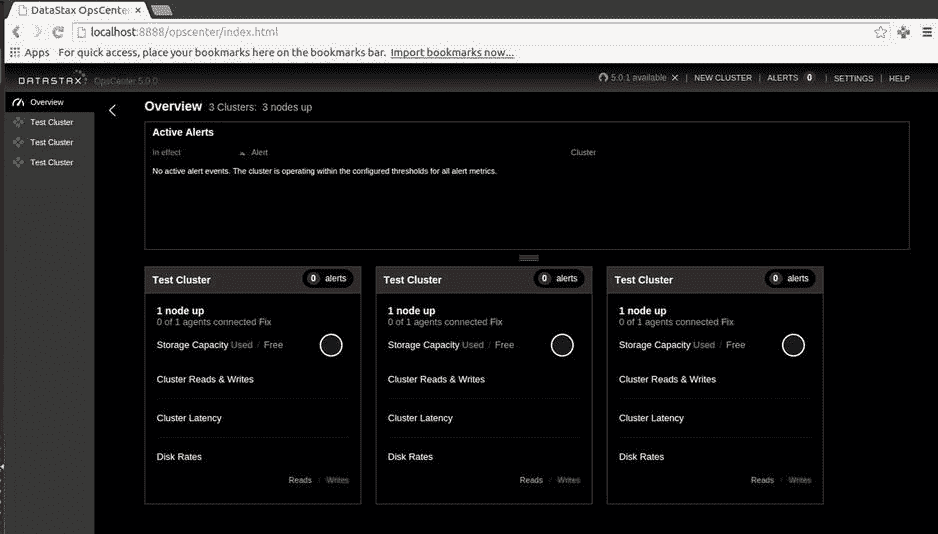 DataStax OpsCente
localhost:8888/opscenter/index.html
Apps For quick access, place your bookmarks here on the bookmarks bar. Import bookmarks now...
DATASTAX OpsCenter 5.0.0 5.0.1 available × | NEW CLUSTER | ALERTS 0 | SETTINGS | HELP
Overview
Test Cluster
Test Cluster
Test Cluster
Overview 3 Clusters: 3 nodes up
Active Alerts
In effect Alert Cluster
No active alert events. The cluster is operating within the configured thresholds for all alert metrics.
Test Cluster 0 alerts
1 node up
0 of 1 agents connected Fix
Storage Capacity Used / Free
Cluster Reads & Writes
Cluster Latency
Disk Rates
Reads / Writes
Test Cluster 0 alerts
1 node up
0 of 1 agents connected Fix
Storage Capacity Used / Free
Cluster Reads & Writes
Cluster Latency
Disk Rates
Reads / Writes
Test Cluster 0 alerts
1 node up
0 of 1 agents connected Fix
Storage Capacity Used / Free
Cluster Reads & Writes
Cluster Latency
Disk Rates
Reads / Writes